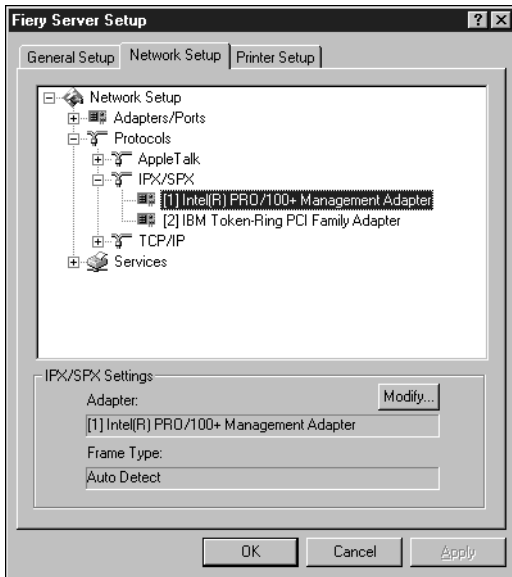 Fiery Server Setup
General Setup Network Setup Printer Setup
Network Setup
Adapters/Ports
Protocols
AppleTalk
IPX/SPX
[1] Intel(R) PRO/100+ Management Adapter
[2] IBM Token-Ring PCI Family Adapter
TCP/IP
Services
IPX/SPX Settings
Adapter:
Modify...
[1] Intel(R) PRO/100+ Management Adapter
Frame Type:
Auto Detect
OK Cancel Apply